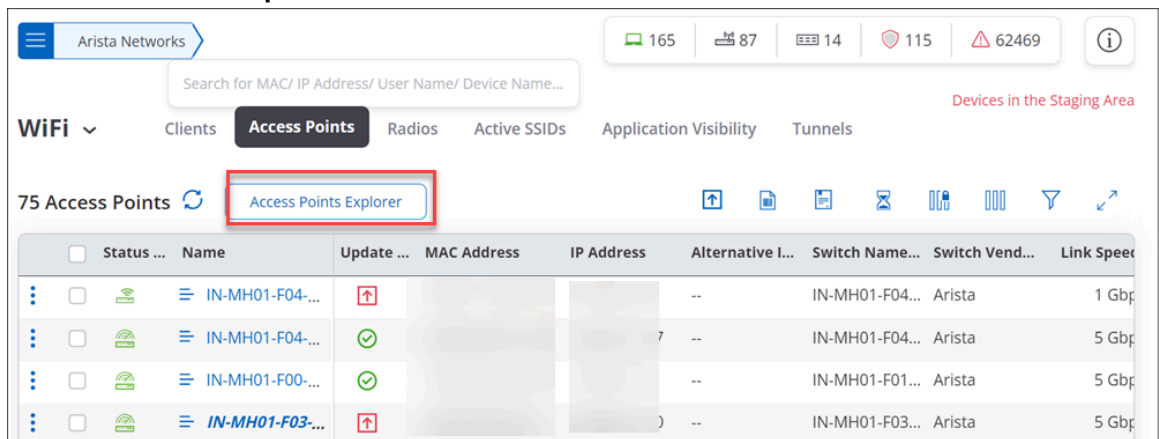 Arista Networks
165 87 14 115 62469
Search for MAC/ IP Address/ User Name/ Device Name...
Devices in the Staging Area
WiFi Clients Access Points Radios Active SSIDs Application Visibility Tunnels
75 Access Points Access Points Explorer
Status ... Name Update ... MAC Address IP Address Alternative I... Switch Name... Switch Vend... Link Speed
IN-MH01-F04-... -- IN-MH01-F04... Arista 1 Gbp
IN-MH01-F04-... 7 -- IN-MH01-F04... Arista 5 Gbp
IN-MH01-F00-... -- IN-MH01-F01... Arista 5 Gbp
IN-MH01-F03-... -- IN-MH01-F03... Arista 5 Gbp